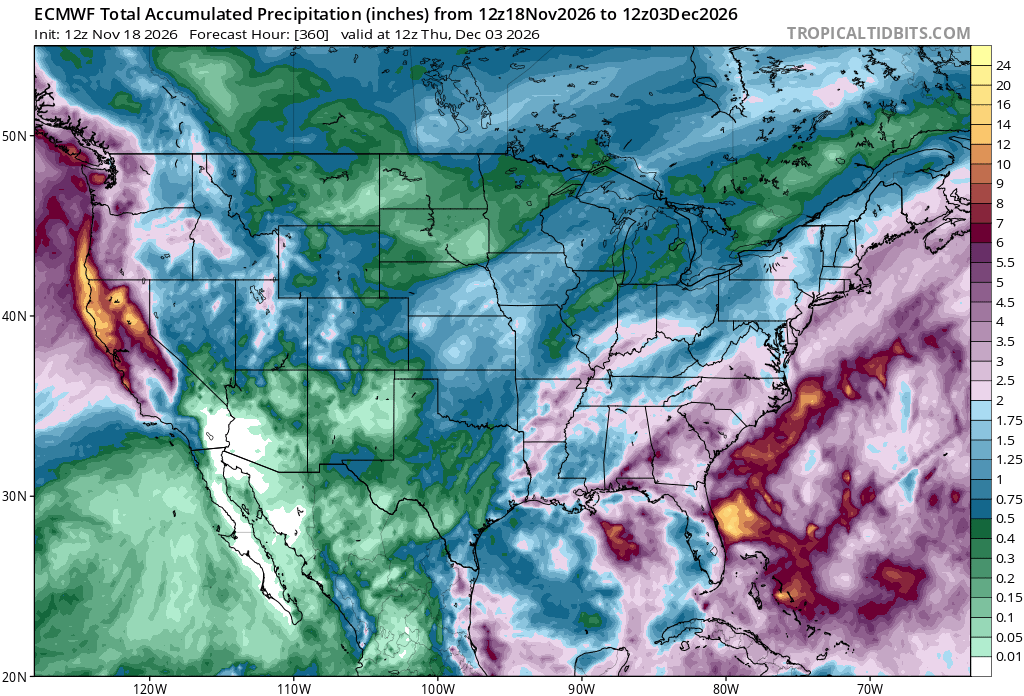 ECMWF Total Accumulated Precipitation (inches) from 12z18Nov2026 to 12z03Dec2026
Init: 12z Nov 18 2026 Forecast Hour: [360] valid at 12z Thu, Dec 03 2026
TROPICALTIDBITS.COM
50N
40N
30N
20N
120W
110W
100W
90W
80W
70W
24
20
16
14
12
10
9
8
7
6
5.5
5
4.5
4
3.5
3
2.5
2
1.75
1.5
1.25
1
0.75
0.5
0.4
0.3
0.2
0.15
0.1
0.05
0.01